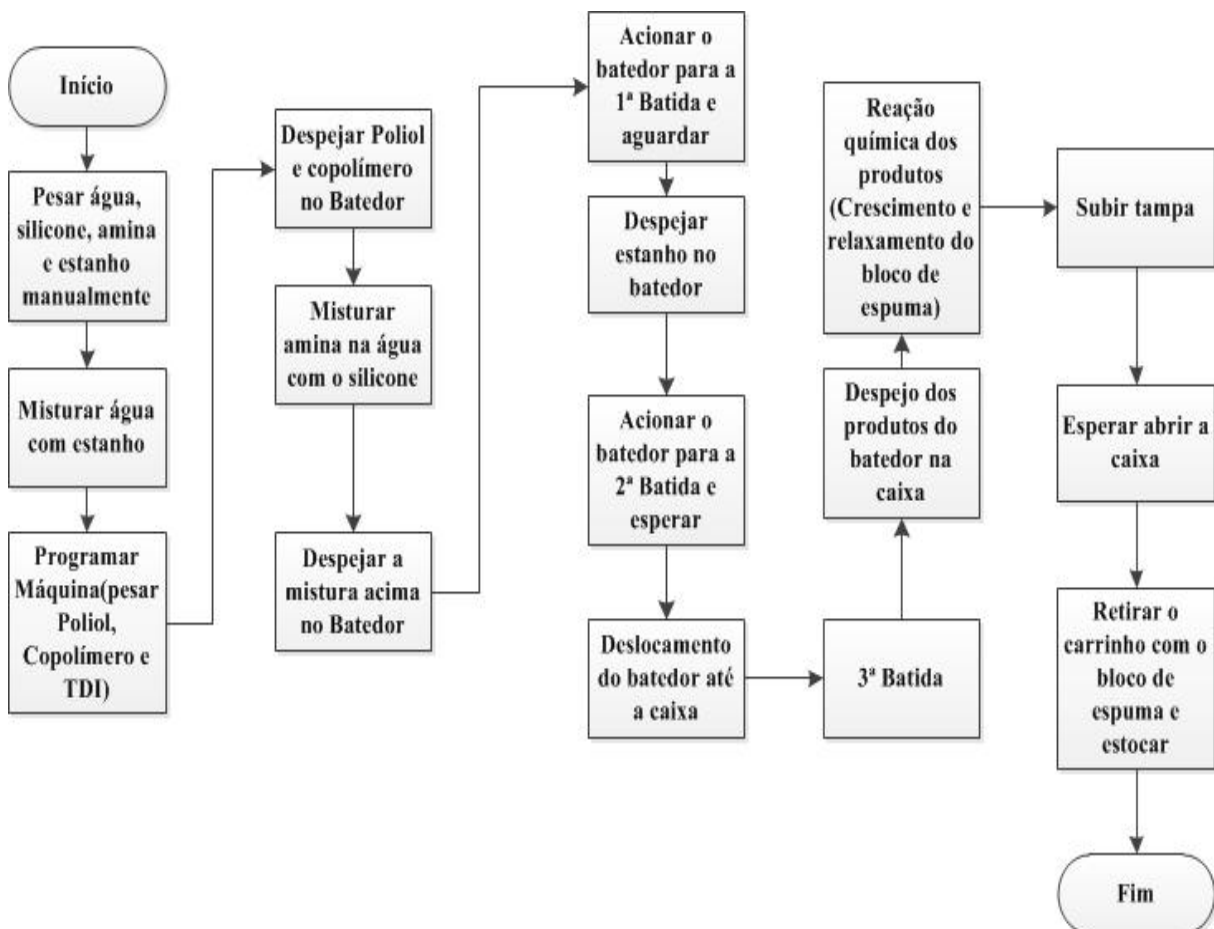 Início
Pesar água,
silicone, amina
e estanho
manualmente
Misturar água
com estanho
Programar
Máquina(pesar
Poliol,
Copolímero e
TDI)
Despejar Poliol
e copolímero
no Batedor
Misturar
amina na água
com o silicone
Despejar a
mistura acima
no Batedor
Acionar o
batedor para a
1ª Batida e
aguardar
Despejar
estanho no
batedor
Acionar o
batedor para a
2ª Batida e
esperar
Deslocamento
do batedor até
a caixa
3ª Batida
Despejo dos
produtos do
batedor na
caixa
Reação
química dos
produtos
(Crescimento e
relaxamento do
bloco de
espuma)
Subir tampa
Esperar abrir a
caixa
Retirar o
carrinho com o
bloco de
espuma e
estocar
Fim